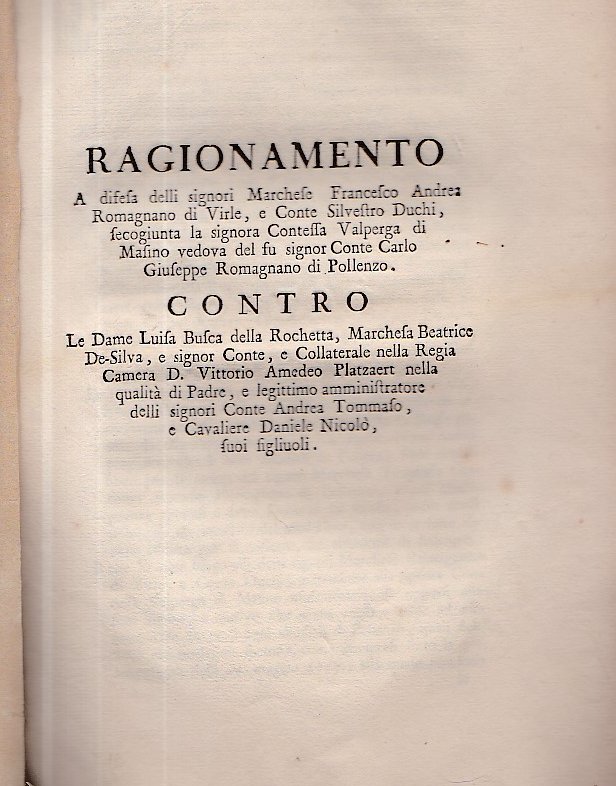 RAGIONAMENTO
A difeſa delli signori Marcheſe Franceſco Andrea
Romagnano di Virle, e Conte Silveſtro Duchi,
ſecogiunta la signora Conteſſa Valperga di
Maſino vedova del fu signor Conte Carlo
Giuſeppe Romagnano di Pollenzo.
CONTRO
Le Dame Luiſa Buſca della Rochetta, Marcheſa Beatrice
De-Silva, e signor Conte, e Collaterale nella Regia
Camera D. Vittorio Amedeo Platzaert nella
qualità di Padre, e legittimo amminiſtratore
delli signori Conte Andrea Tommaſo,
e Cavaliere Daniele Nicolò,
ſuoi figliuoli.